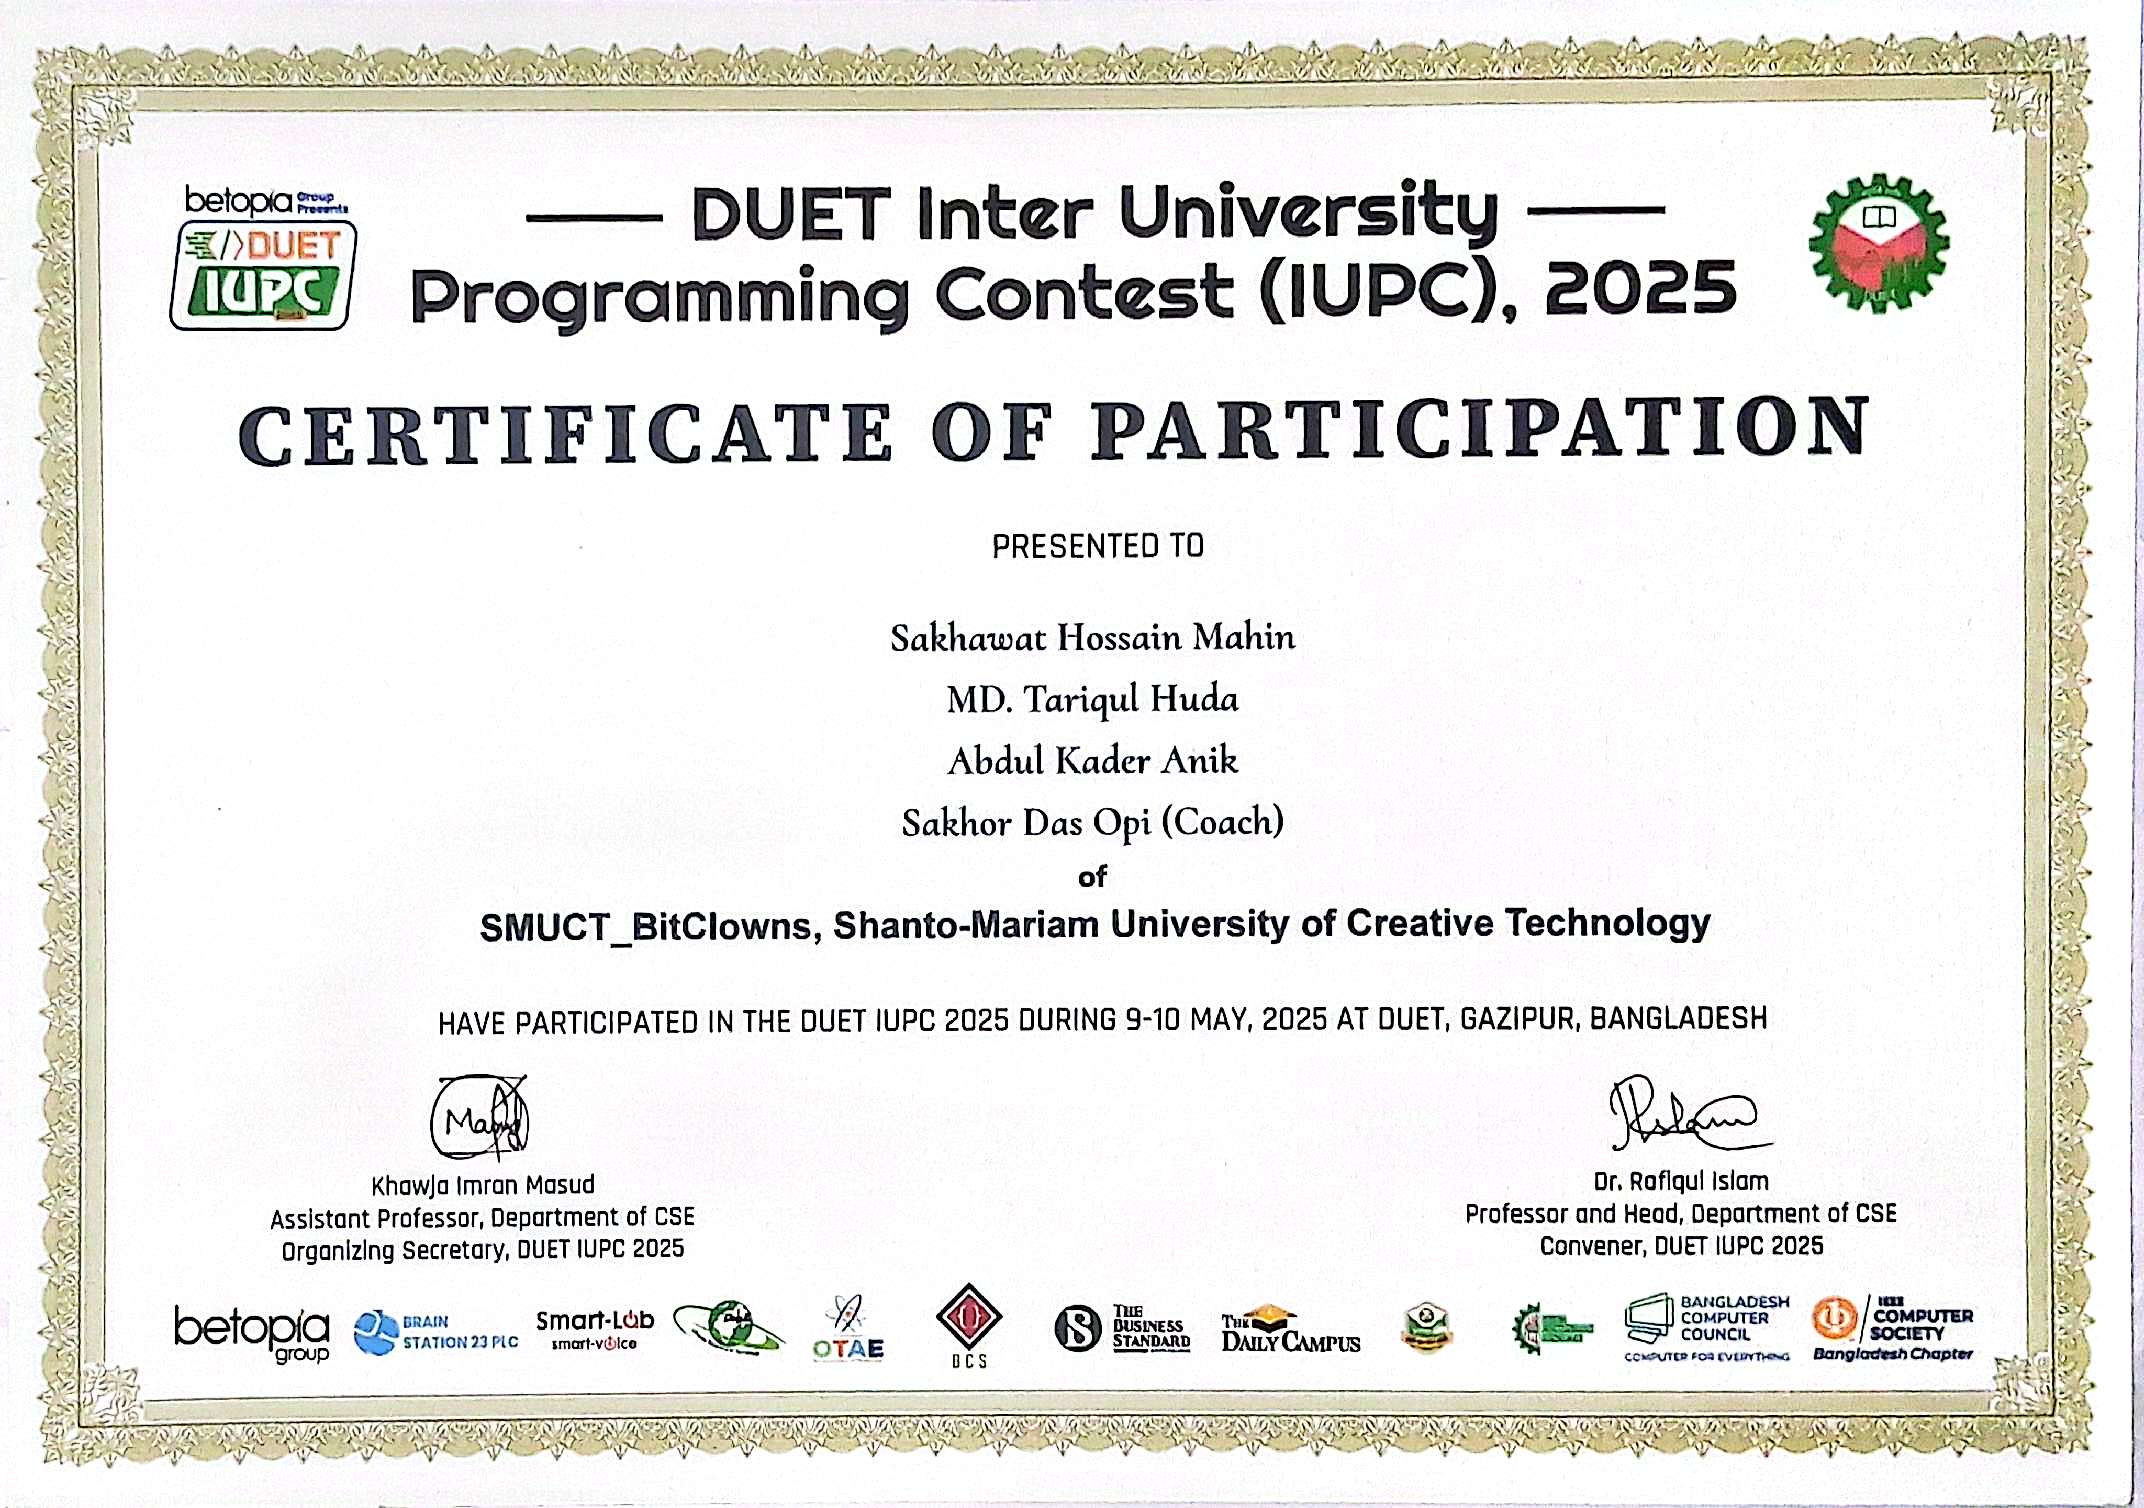 betopia Group Presents
</>DUET
IUPC
DUET Inter University
Programming Contest (IUPC), 2025
CERTIFICATE OF PARTICIPATION
PRESENTED TO
Sakhawat Hossain Mahin
MD. Tariqul Huda
Abdul Kader Anik
Sakhor Das Opi (Coach)
of
SMUCT_BitClowns, Shanto-Mariam University of Creative Technology
HAVE PARTICIPATED IN THE DUET IUPC 2025 DURING 9-10 MAY, 2025 AT DUET, GAZIPUR, BANGLADESH
Khawja Imran Masud
Assistant Professor, Department of CSE
Organizing Secretary, DUET IUPC 2025
Dr. Rafiqul Islam
Professor and Head, Department of CSE
Convener, DUET IUPC 2025
betopia group
BRAIN STATION 23 PLC
Smart-Lab
smart-voice
OTAE
BCS
THE BUSINESS STANDARD
THE DAILY CAMPUS
BANGLADESH COMPUTER COUNCIL
COMPUTER FOR EVERYTHING
IEEE COMPUTER SOCIETY
Bangladesh Chapter